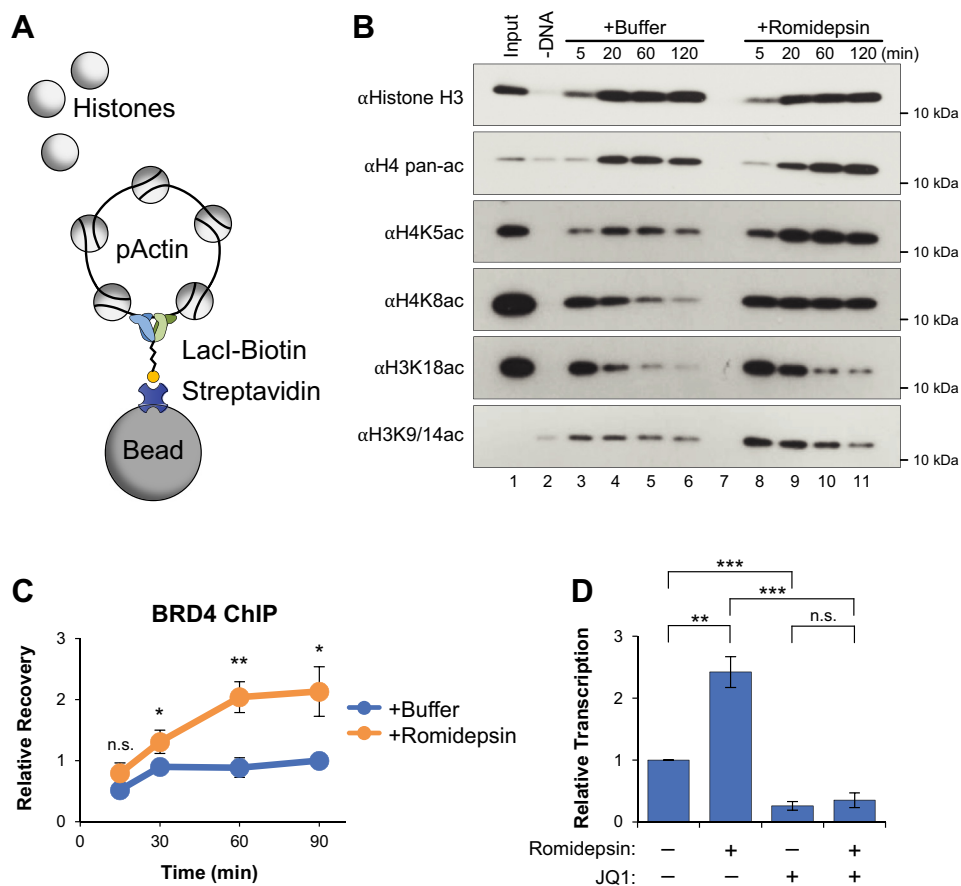 A
Histones
pActin
LacI-Biotin
Streptavidin
Bead
B
Input
-DNA
+Buffer
+Romidepsin
5 20 60 120
5 20 60 120 (min)
αHistone H3
10 kDa
αH4 pan-ac
10 kDa
αH4K5ac
10 kDa
αH4K8ac
10 kDa
αH3K18ac
10 kDa
αH3K9/14ac
10 kDa
1 2 3 4 5 6 7 8 9 10 11
C
BRD4 ChIP
Relative Recovery
3
2
1
0
n.s.
*
**
*
+Buffer
+Romidepsin
0 30 60 90
Time (min)
D
Relative Transcription
3
2
1
0
***
***
**
n.s.
Romidepsin: – + – +
JQ1: – – + +